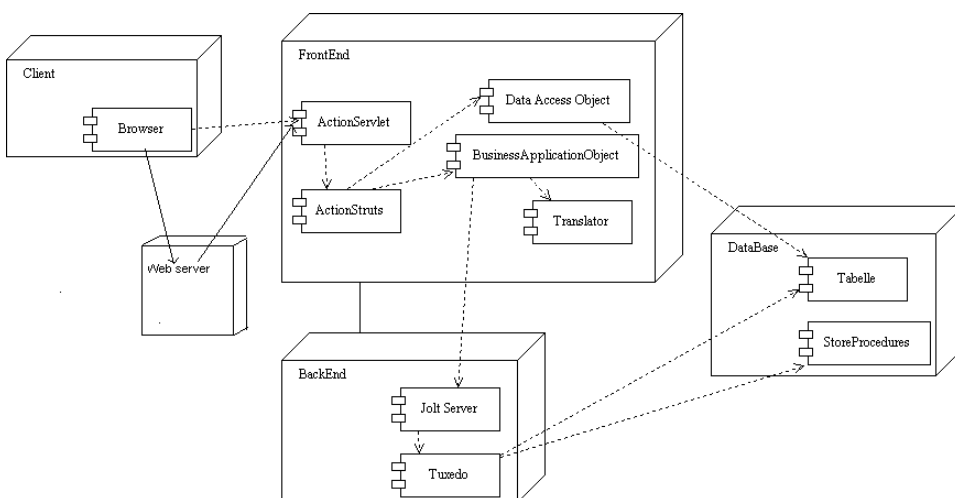 Client
Browser
Web server
FrontEnd
ActionServlet
ActionStruts
Data Access Object
BusinessApplicationObject
Translator
DataBase
Tabelle
StoreProcedures
BackEnd
Jolt Server
Tuxedo